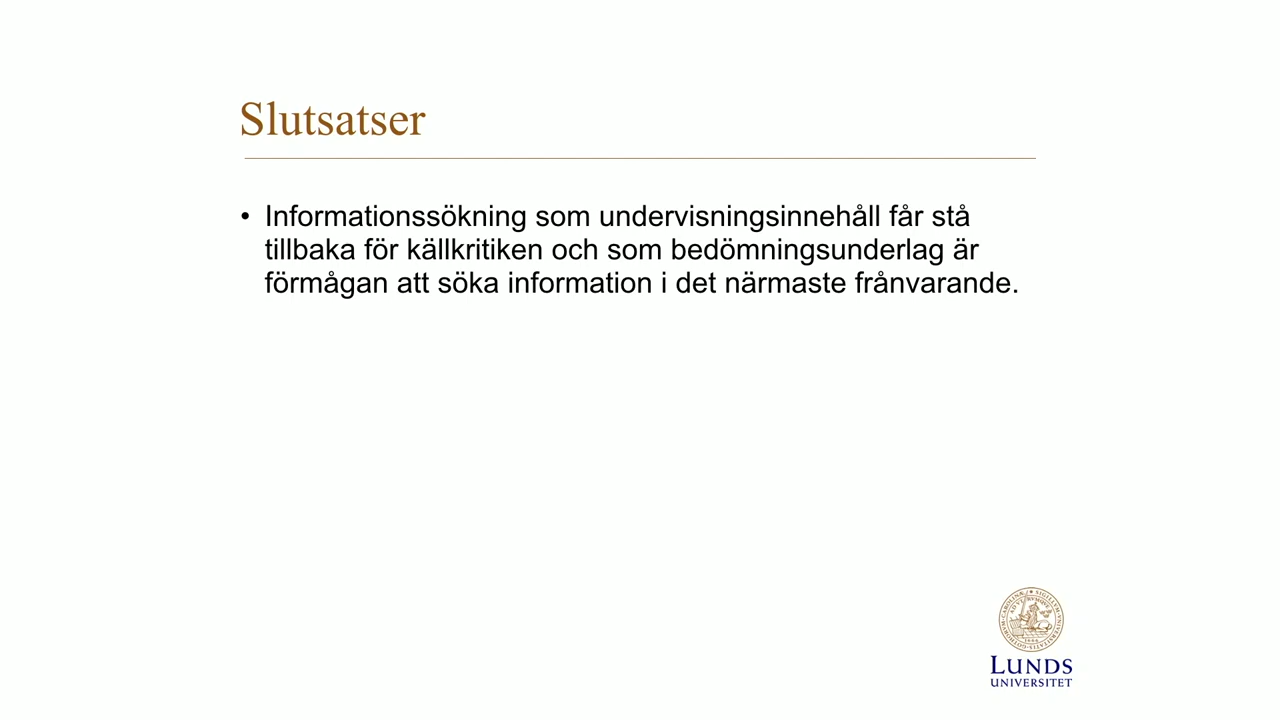 Slutsatser
• Informationssökning som undervisningsinnehåll får stå
tillbaka för källkritiken och som bedömningsunderlag är
förmågan att söka information i det närmaste frånvarande.
LUNDS
UNIVERSITET